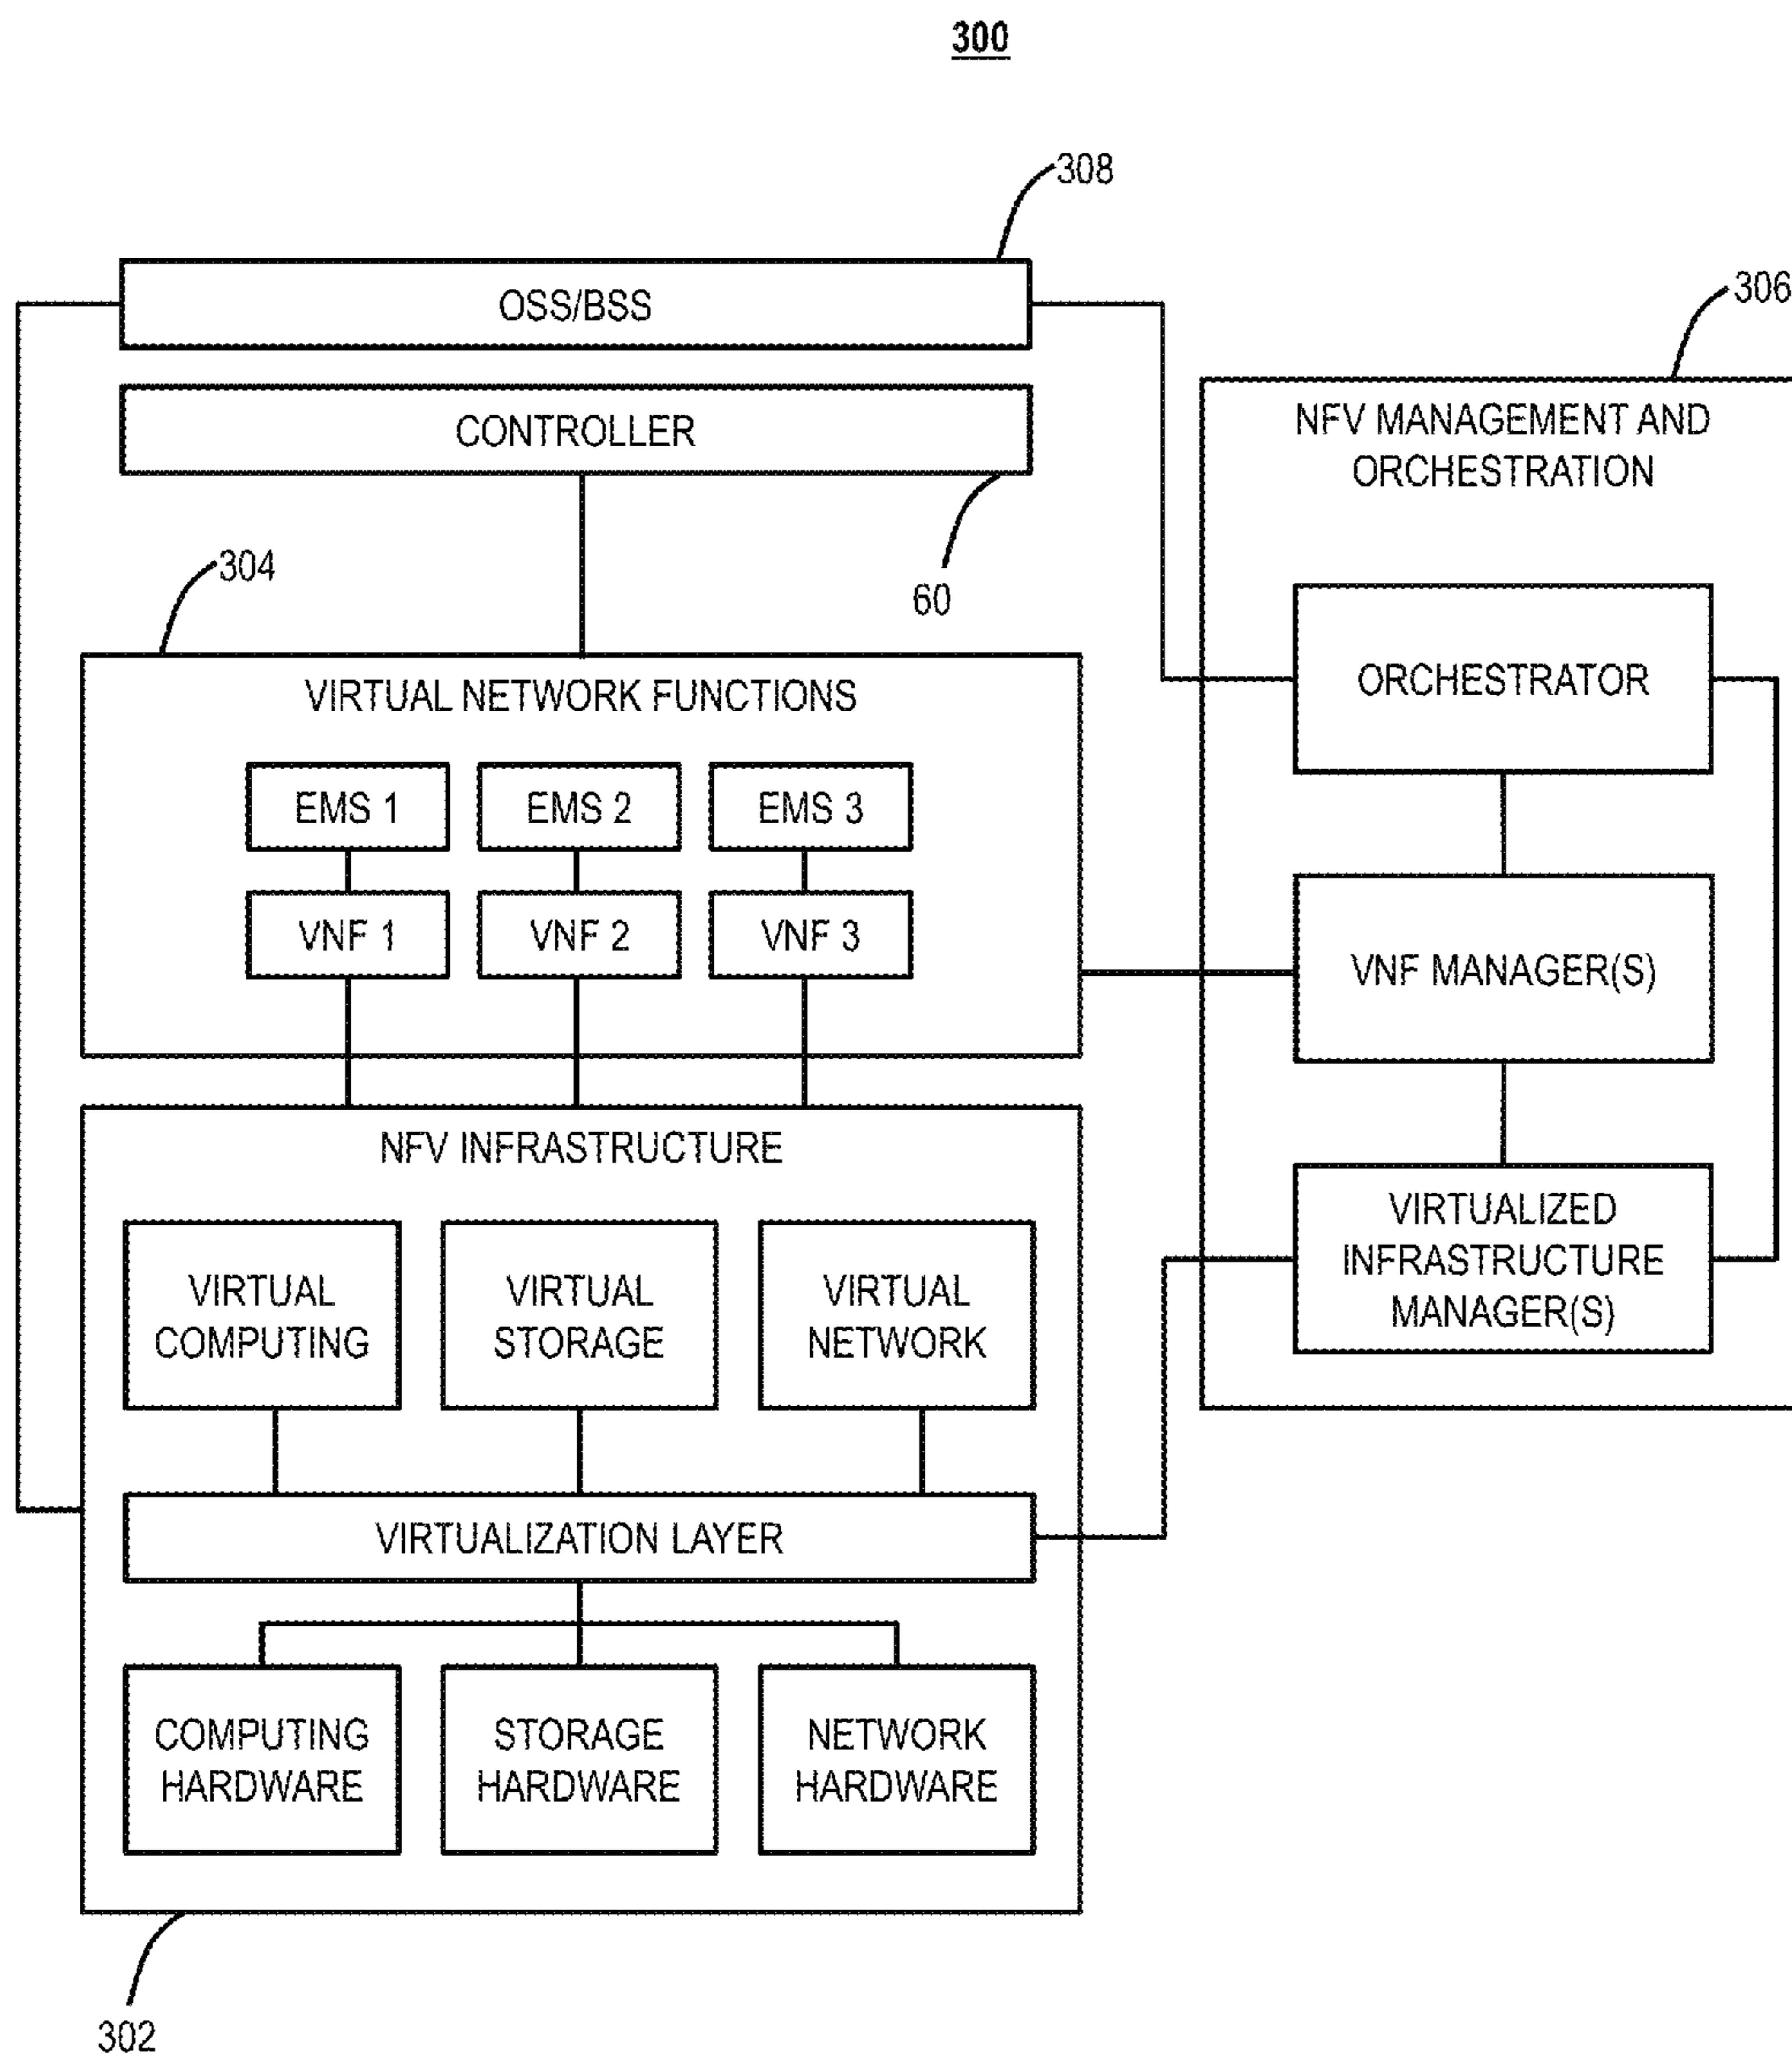 300
308
OSS/BSS
306
CONTROLLER
NFV MANAGEMENT AND
ORCHESTRATION
304
60
VIRTUAL NETWORK FUNCTIONS
ORCHESTRATOR
EMS 1
EMS 2
EMS 3
VNF 1
VNF 2
VNF 3
VNF MANAGER(S)
NFV INFRASTRUCTURE
VIRTUALIZED
INFRASTRUCTURE
MANAGER(S)
VIRTUAL
COMPUTING
VIRTUAL
STORAGE
VIRTUAL
NETWORK
VIRTUALIZATION LAYER
COMPUTING
HARDWARE
STORAGE
HARDWARE
NETWORK
HARDWARE
302